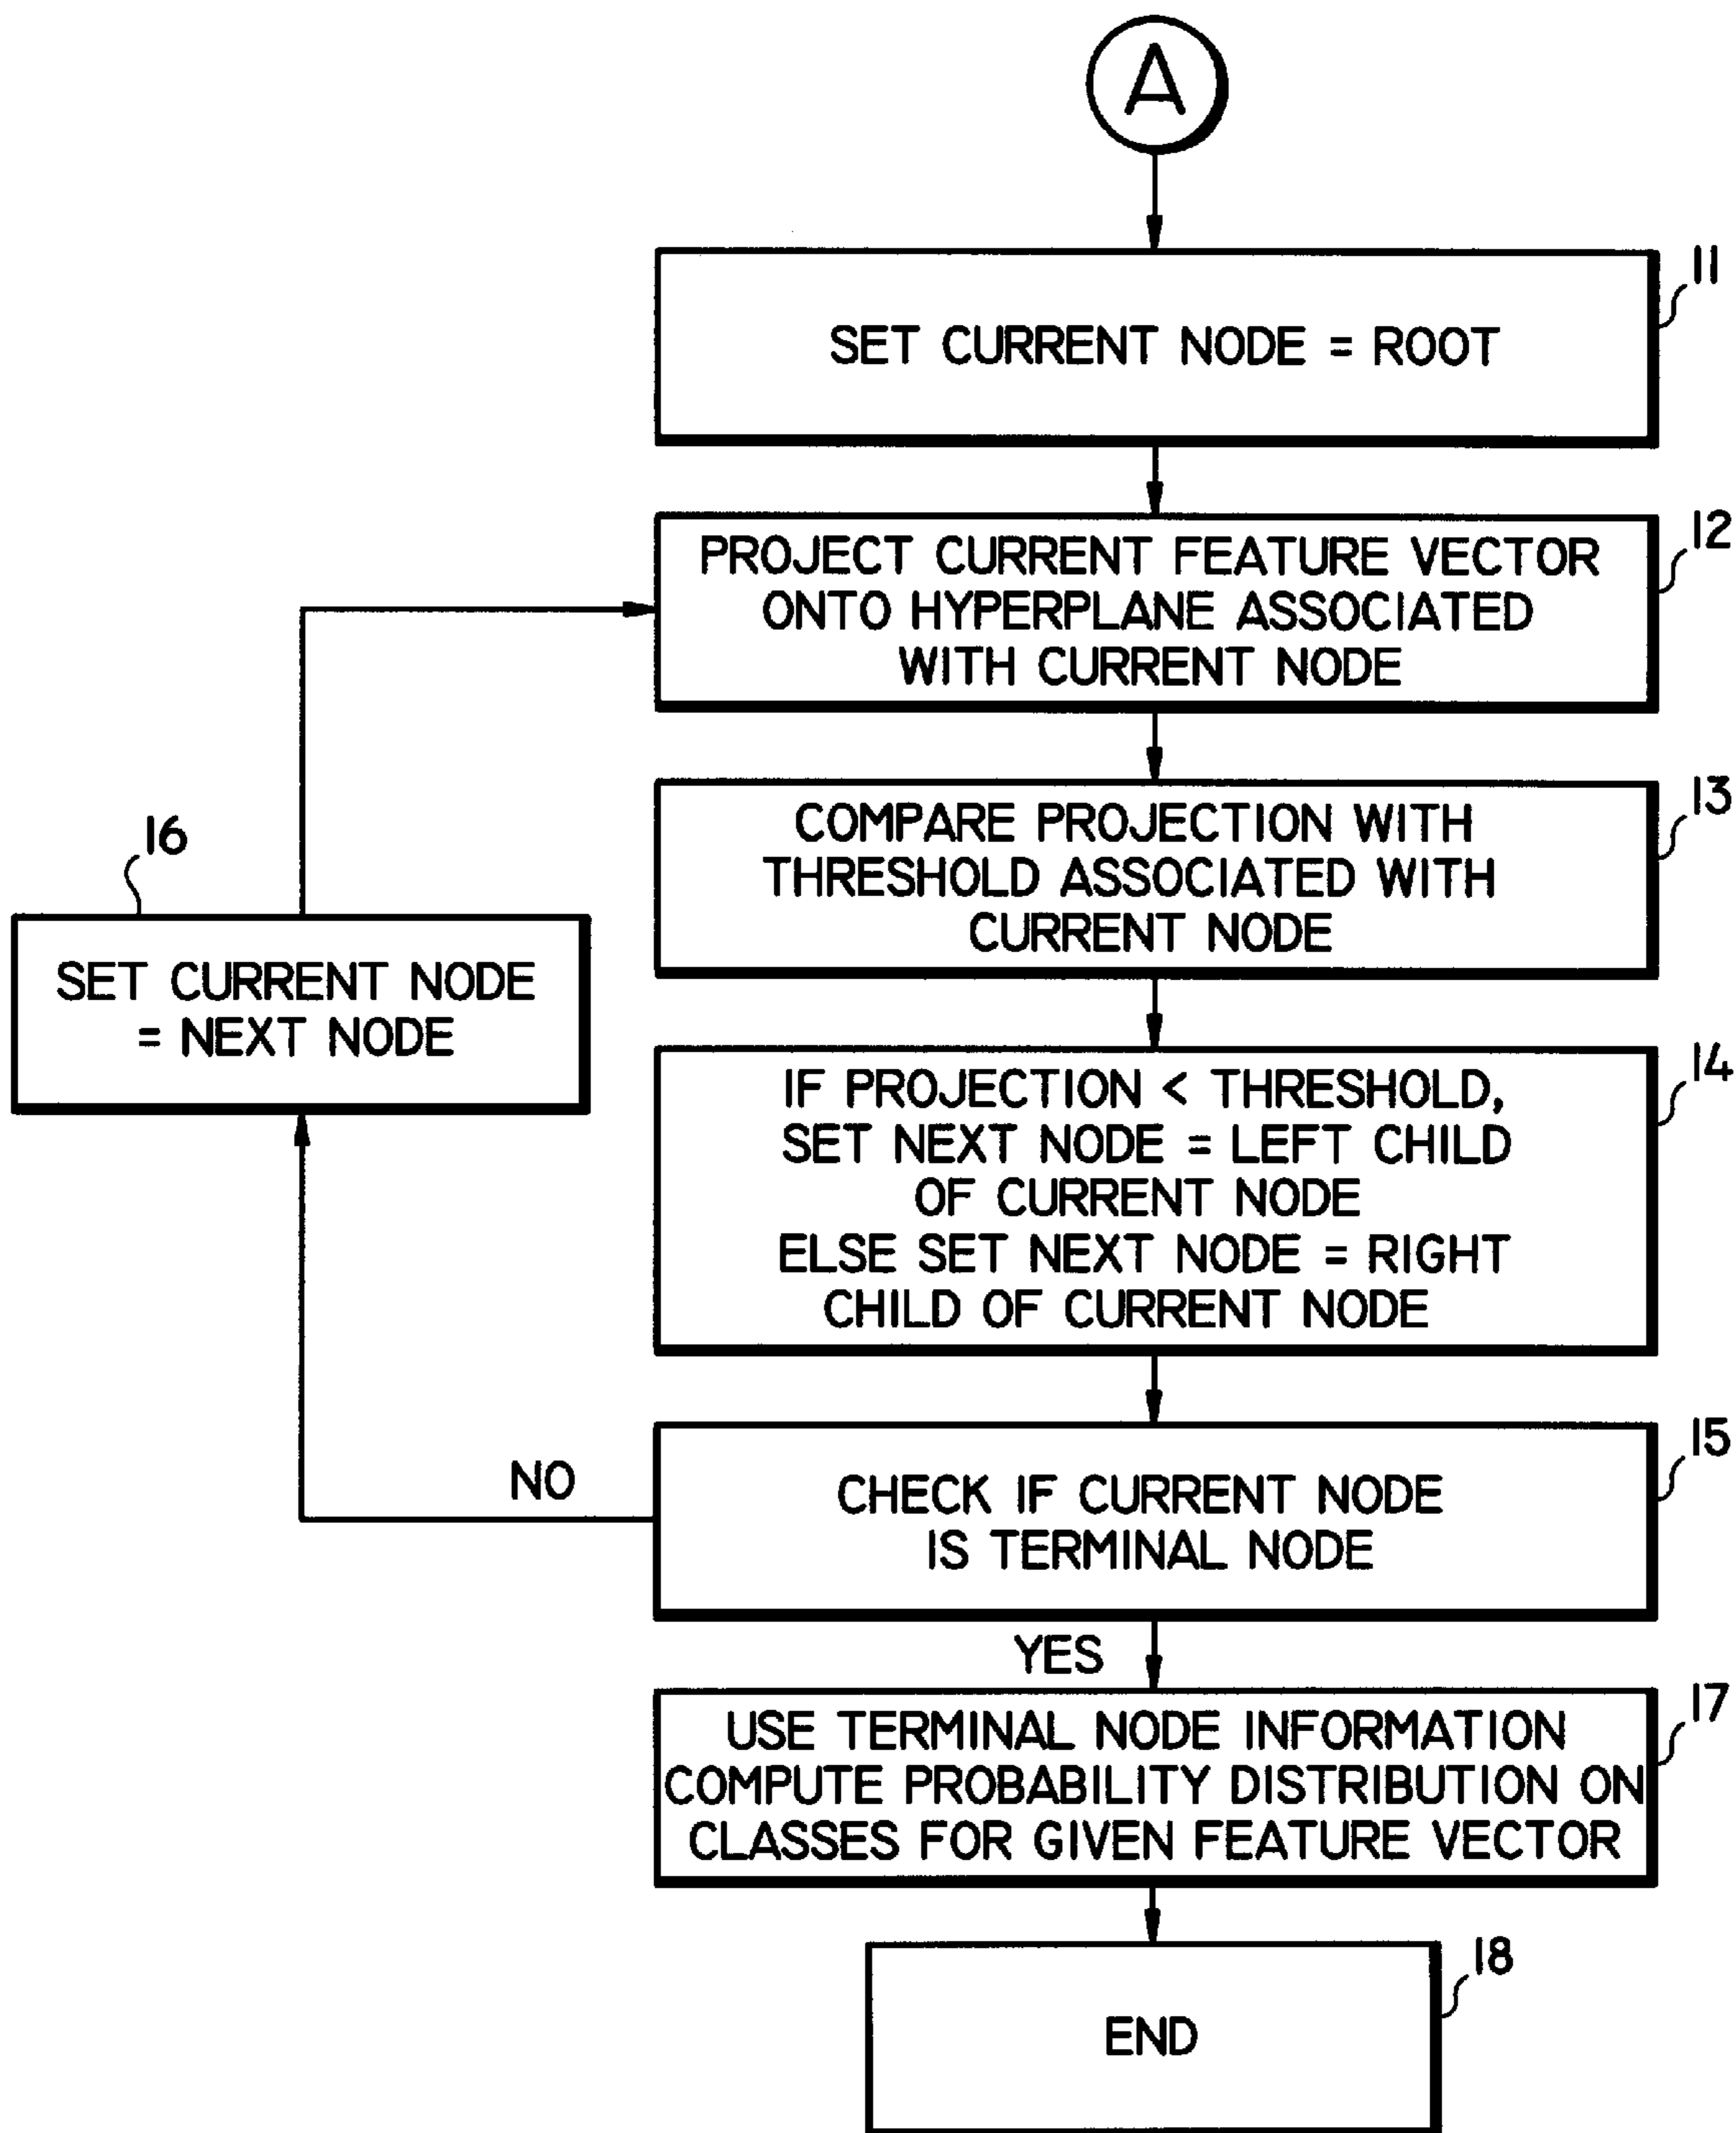 A
11
SET CURRENT NODE = ROOT
12
PROJECT CURRENT FEATURE VECTOR
ONTO HYPERPLANE ASSOCIATED
WITH CURRENT NODE
13
COMPARE PROJECTION WITH
THRESHOLD ASSOCIATED WITH
CURRENT NODE
16
SET CURRENT NODE
= NEXT NODE
14
IF PROJECTION < THRESHOLD,
SET NEXT NODE = LEFT CHILD
OF CURRENT NODE
ELSE SET NEXT NODE = RIGHT
CHILD OF CURRENT NODE
15
NO
CHECK IF CURRENT NODE
IS TERMINAL NODE
YES
17
USE TERMINAL NODE INFORMATION
COMPUTE PROBABILITY DISTRIBUTION ON
CLASSES FOR GIVEN FEATURE VECTOR
18
END